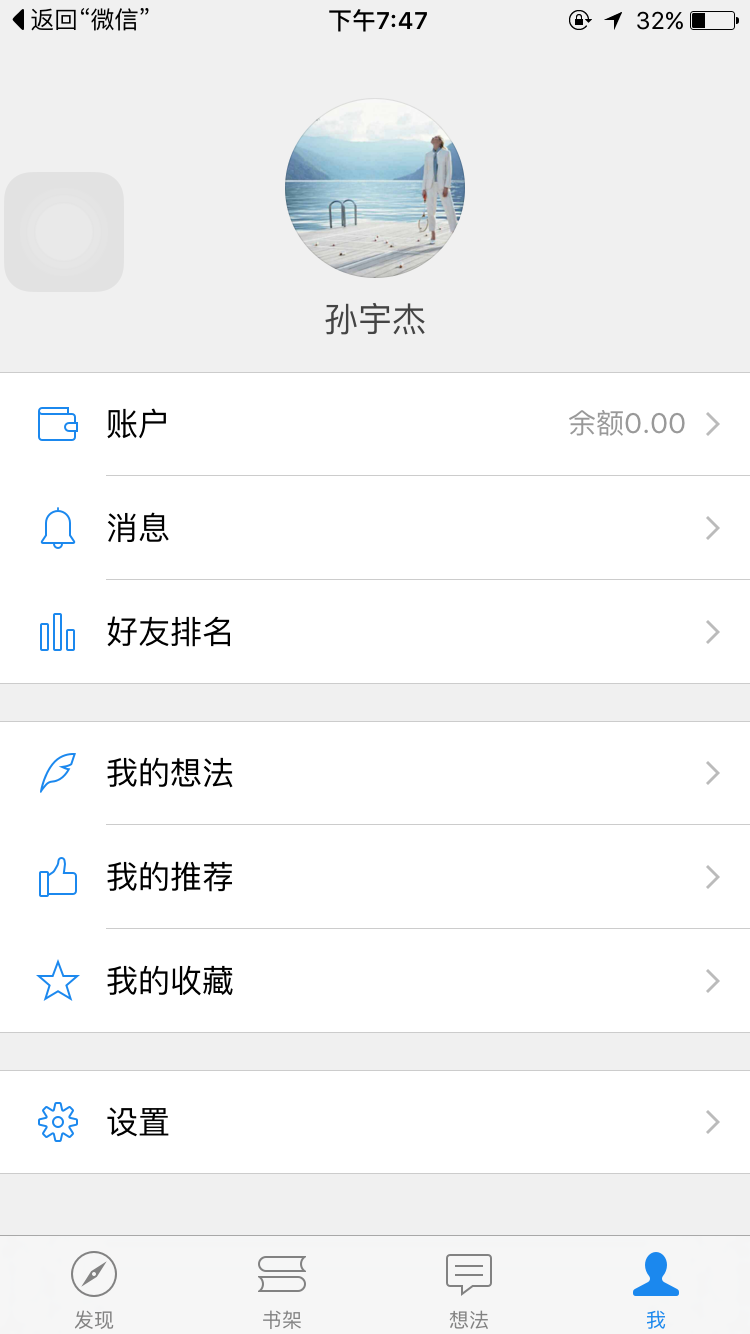 返回“微信” 下午7:47 32%
孙宇杰
账户 余额0.00
消息
好友排名
我的想法
我的推荐
我的收藏
设置
发现 书架 想法 我